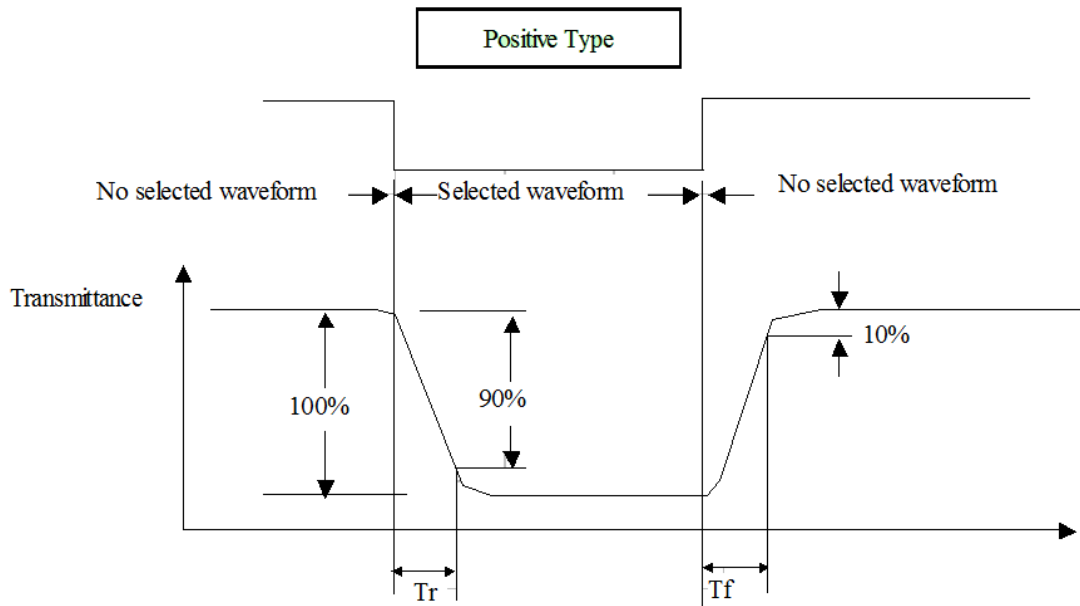 Positive Type
No selected waveform
Selected waveform
No selected waveform
Transmittance
100%
90%
10%
Tr
Tf